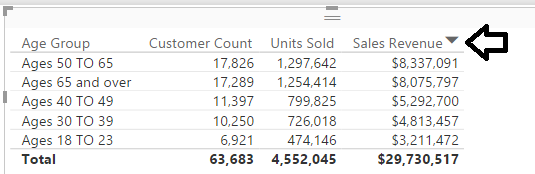 Age Group Customer Count Units Sold Sales Revenue
Ages 50 TO 65 17,826 1,297,642 $8,337,091
Ages 65 and over 17,289 1,254,414 $8,075,797
Ages 40 TO 49 11,397 799,825 $5,292,700
Ages 30 TO 39 10,250 726,018 $4,813,457
Ages 18 TO 23 6,921 474,146 $3,211,472
Total 63,683 4,552,045 $29,730,517